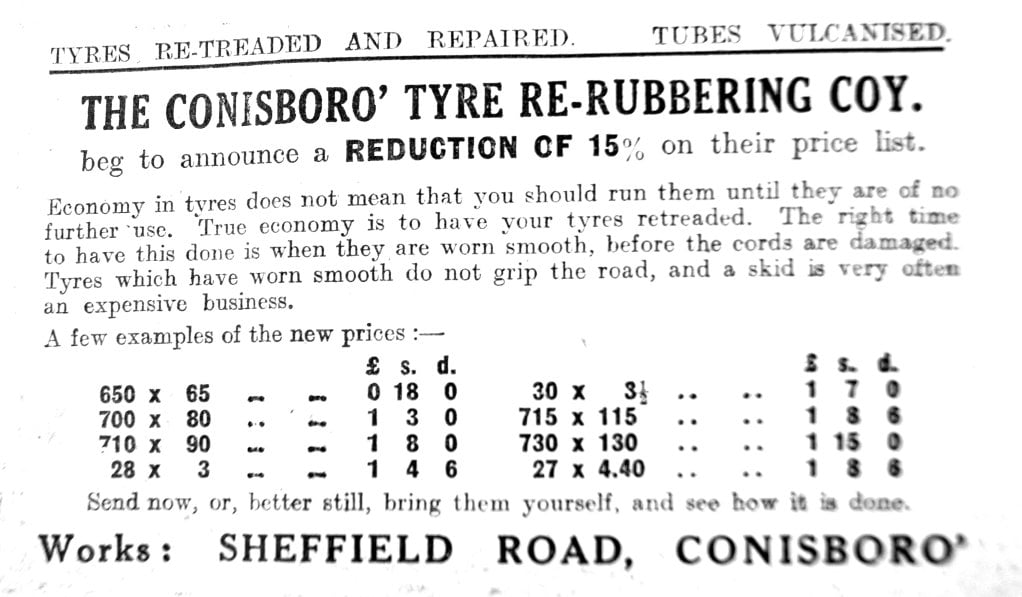 TYRES RE-TREADED AND REPAIRED. TUBES VULCANISED.
THE CONISBORO' TYRE RE-RUBBERING COY.
beg to announce a REDUCTION OF 15% on their price list.
Economy in tyres does not mean that you should run them until they are of no
further use. True economy is to have your tyres retreaded. The right time
to have this done is when they are worn smooth, before the cords are damaged.
Tyres which have worn smooth do not grip the road, and a skid is very often
an expensive business.
A few examples of the new prices :—
£ s. d. £ s. d.
650 x 65 .. .. 0 18 0 30 x 3½ .. .. 1 7 0
700 x 80 .. .. 1 3 0 715 x 115 .. .. 1 8 6
710 x 90 .. .. 1 8 0 730 x 130 .. .. 1 15 0
28 x 3 .. .. 1 4 6 27 x 4.40 .. .. 1 8 6
Send now, or, better still, bring them yourself, and see how it is done.
Works: SHEFFIELD ROAD, CONISBORO'